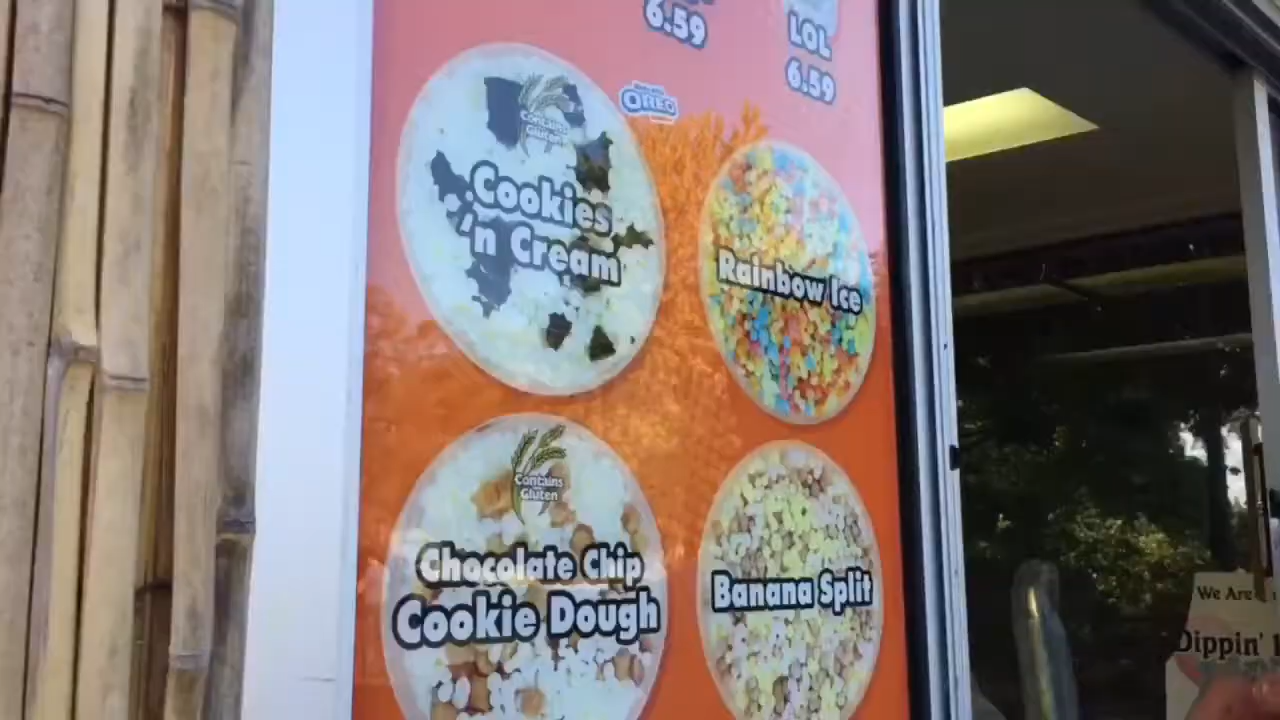 6.59
LOL
6.59
OREO
Contains
Gluten
Cookies
'n Cream
Rainbow Ice
Contains
Gluten
Chocolate Chip
Cookie Dough
Banana Split
We Are
Dippin'